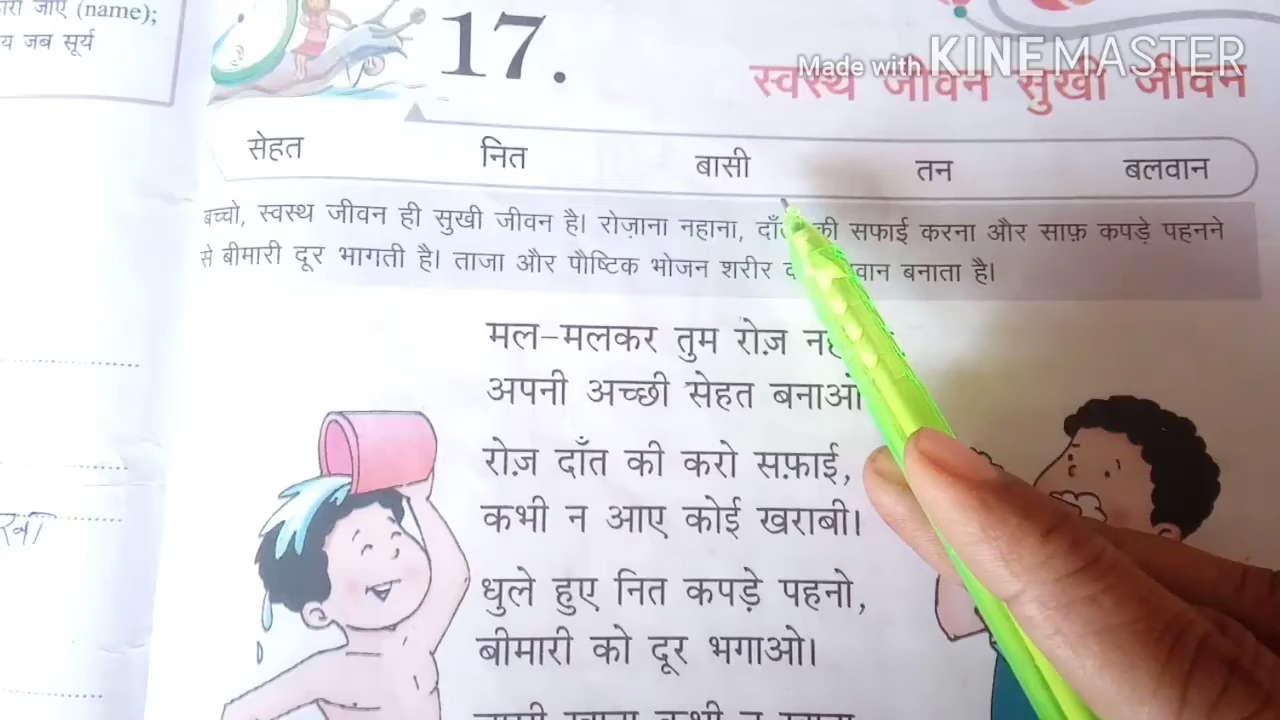 जाए (name);
य जब सूर्य
17.
Made with KINEMASTER
स्वस्थ जीवन सुखी जीवन
सेहत नित बासी तन बलवान
बच्चो, स्वस्थ जीवन ही सुखी जीवन है। रोज़ाना नहाना, की सफाई करना और साफ़ कपड़े पहनने
से बीमारी दूर भागती है। ताजा और पौष्टिक भोजन शरीर बनाता है।
मल-मलकर तुम रोज़
अपनी अच्छी सेहत बनाओ
रोज़ दाँत की करो सफ़ाई,
कभी न आए कोई खराबी।
धुले हुए नित कपड़े पहनो,
बीमारी को दूर भगाओ।